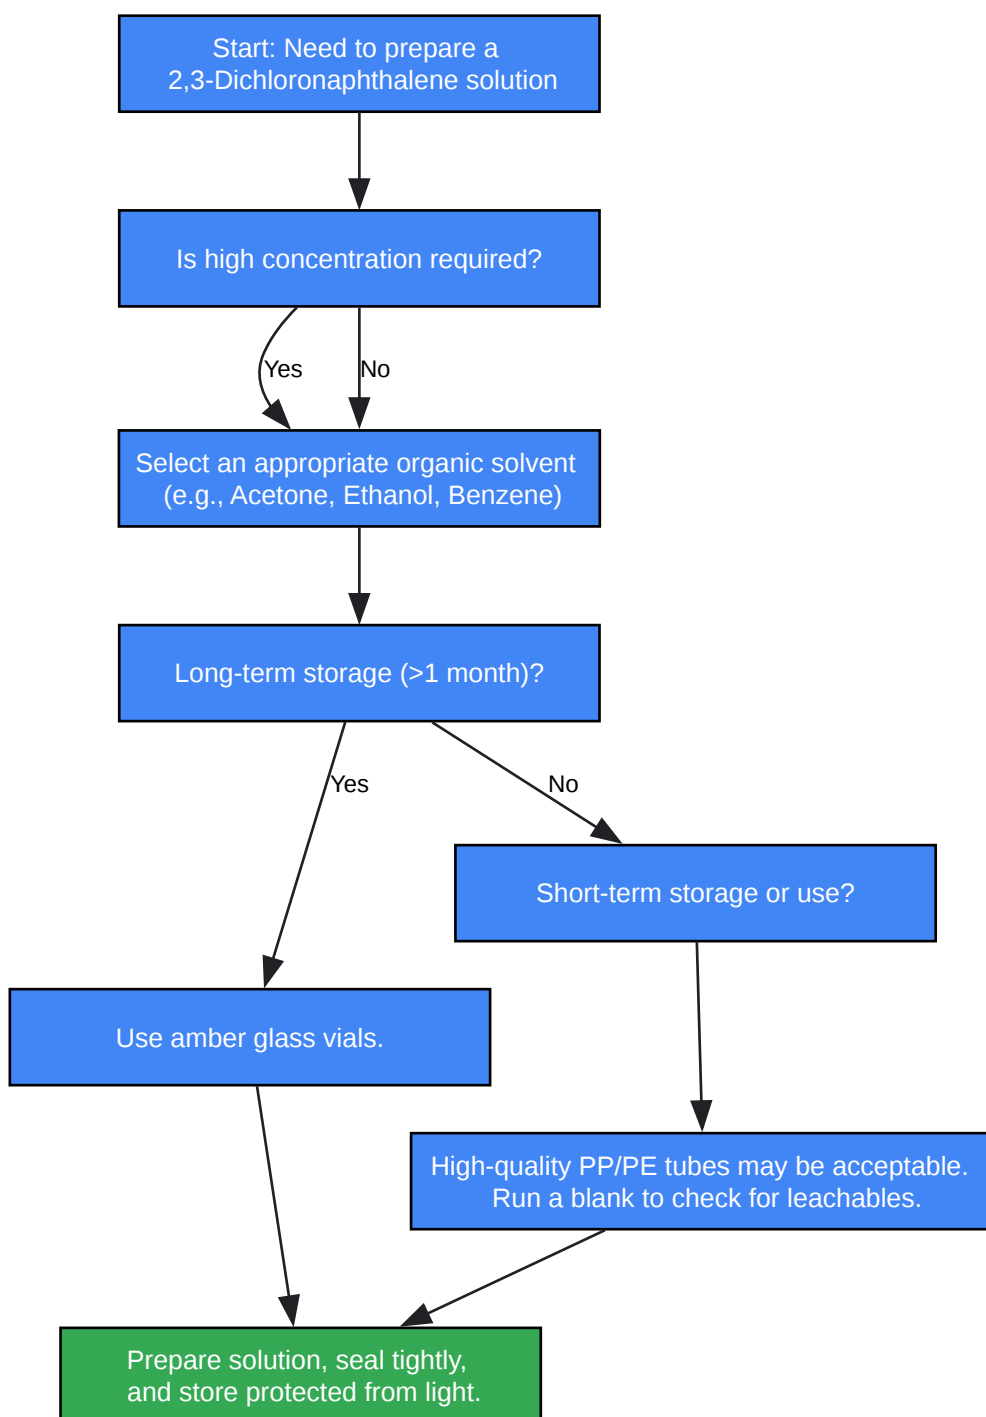 Start: Need to prepare a
2,3-Dichloronaphthalene solution
Is high concentration required?
Yes
No
Select an appropriate organic solvent
(e.g., Acetone, Ethanol, Benzene)
Long-term storage (>1 month)?
Yes
No
Short-term storage or use?
Use amber glass vials.
High-quality PP/PE tubes may be acceptable.
Run a blank to check for leachables.
Prepare solution, seal tightly,
and store protected from light.